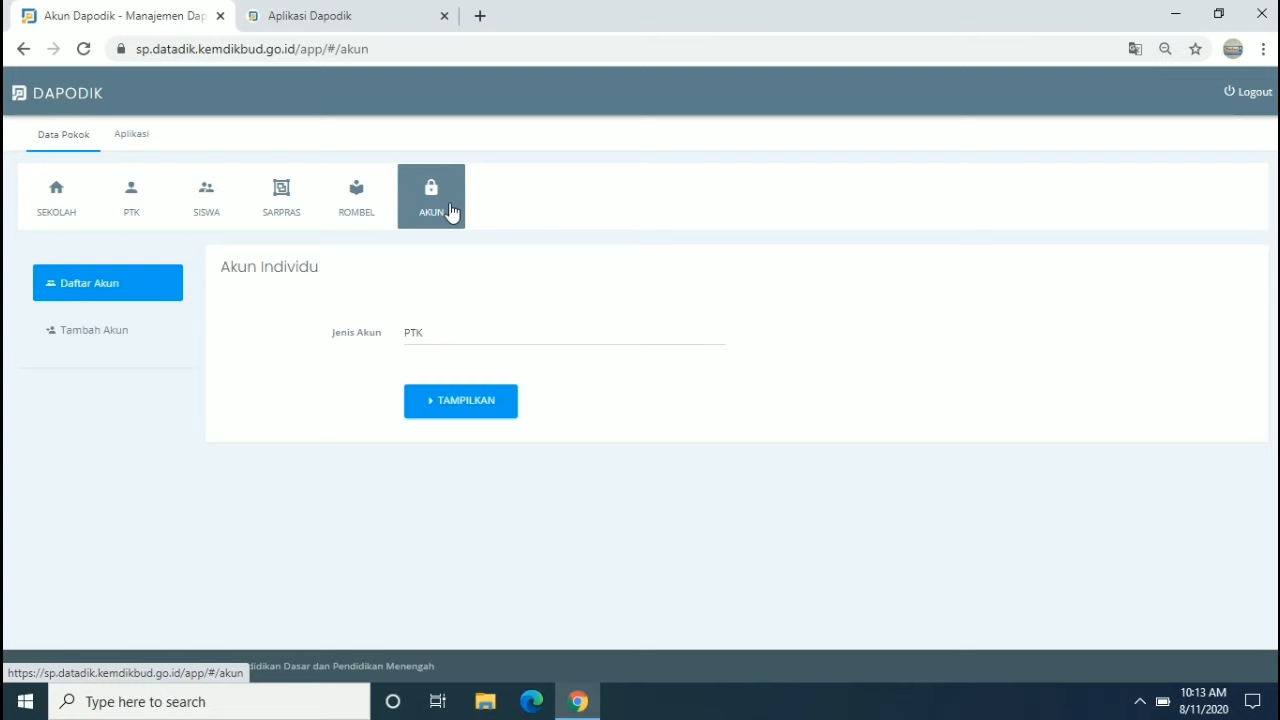 Akun Dapodik - Manajemen Dap
Aplikasi Dapodik
sp.datadik.kemdikbud.go.id/app/#/akun
DAPODIK
Logout
Data Pokok
Aplikasi
SEKOLAH
PTK
SISWA
SARPRAS
ROMBEL
AKUN
Daftar Akun
Tambah Akun
Akun Individu
Jenis Akun
PTK
TAMPILKAN
Dasar dan Pendidikan Menengah
https://sp.datadik.kemdikbud.go.id/app/#/akun
Type here to search
10:13 AM
8/11/2020